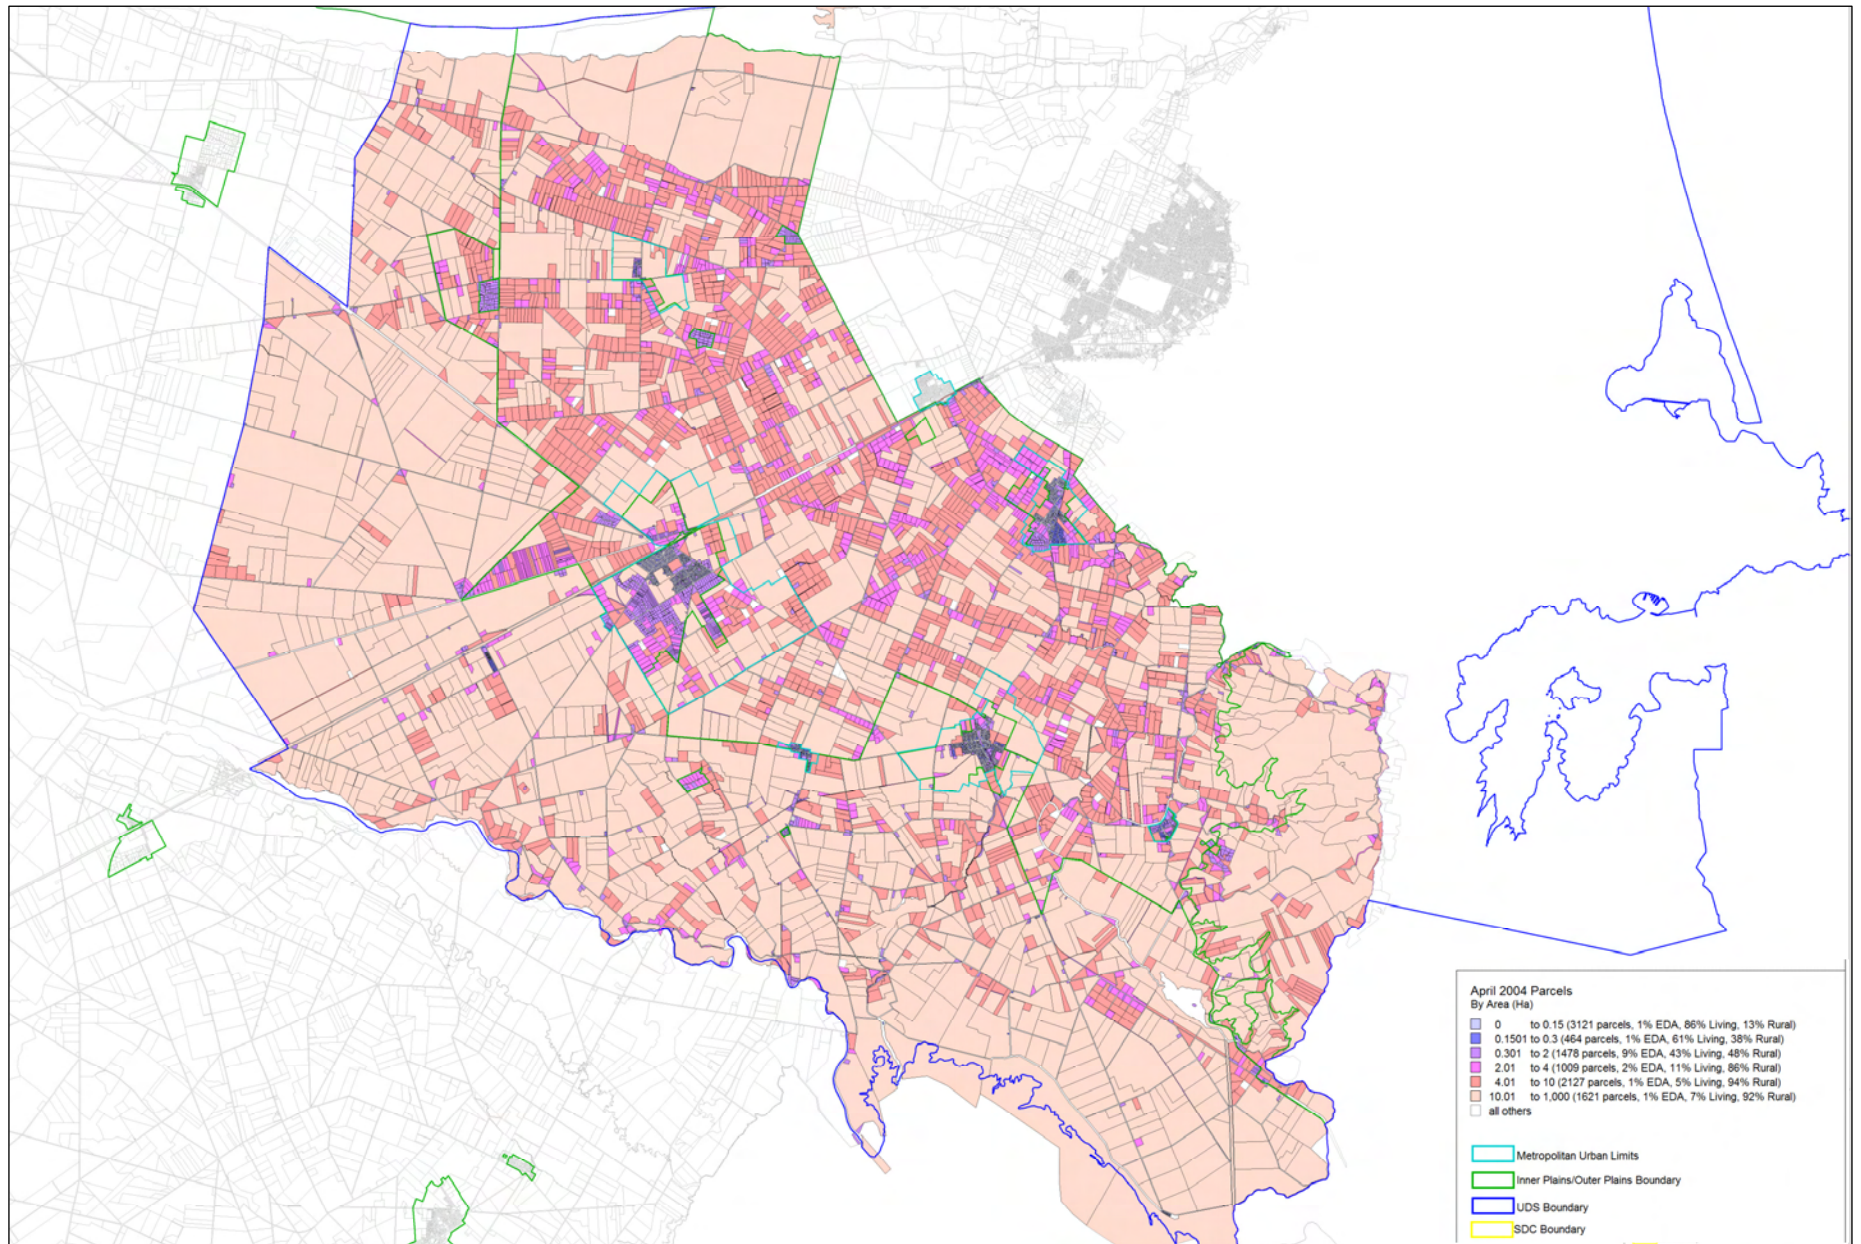 April 2004 Parcels
By Area (Ha)
0 to 0.15 (3121 parcels, 1% EDA, 86% Living, 13% Rural)
0.1501 to 0.3 (464 parcels, 1% EDA, 61% Living, 38% Rural)
0.301 to 2 (1478 parcels, 9% EDA, 43% Living, 48% Rural)
2.01 to 4 (1009 parcels, 2% EDA, 11% Living, 86% Rural)
4.01 to 10 (2127 parcels, 1% EDA, 5% Living, 94% Rural)
10.01 to 1,000 (1621 parcels, 1% EDA, 7% Living, 92% Rural)
all others
Metropolitan Urban Limits
Inner Plains/Outer Plains Boundary
UDS Boundary
SDC Boundary